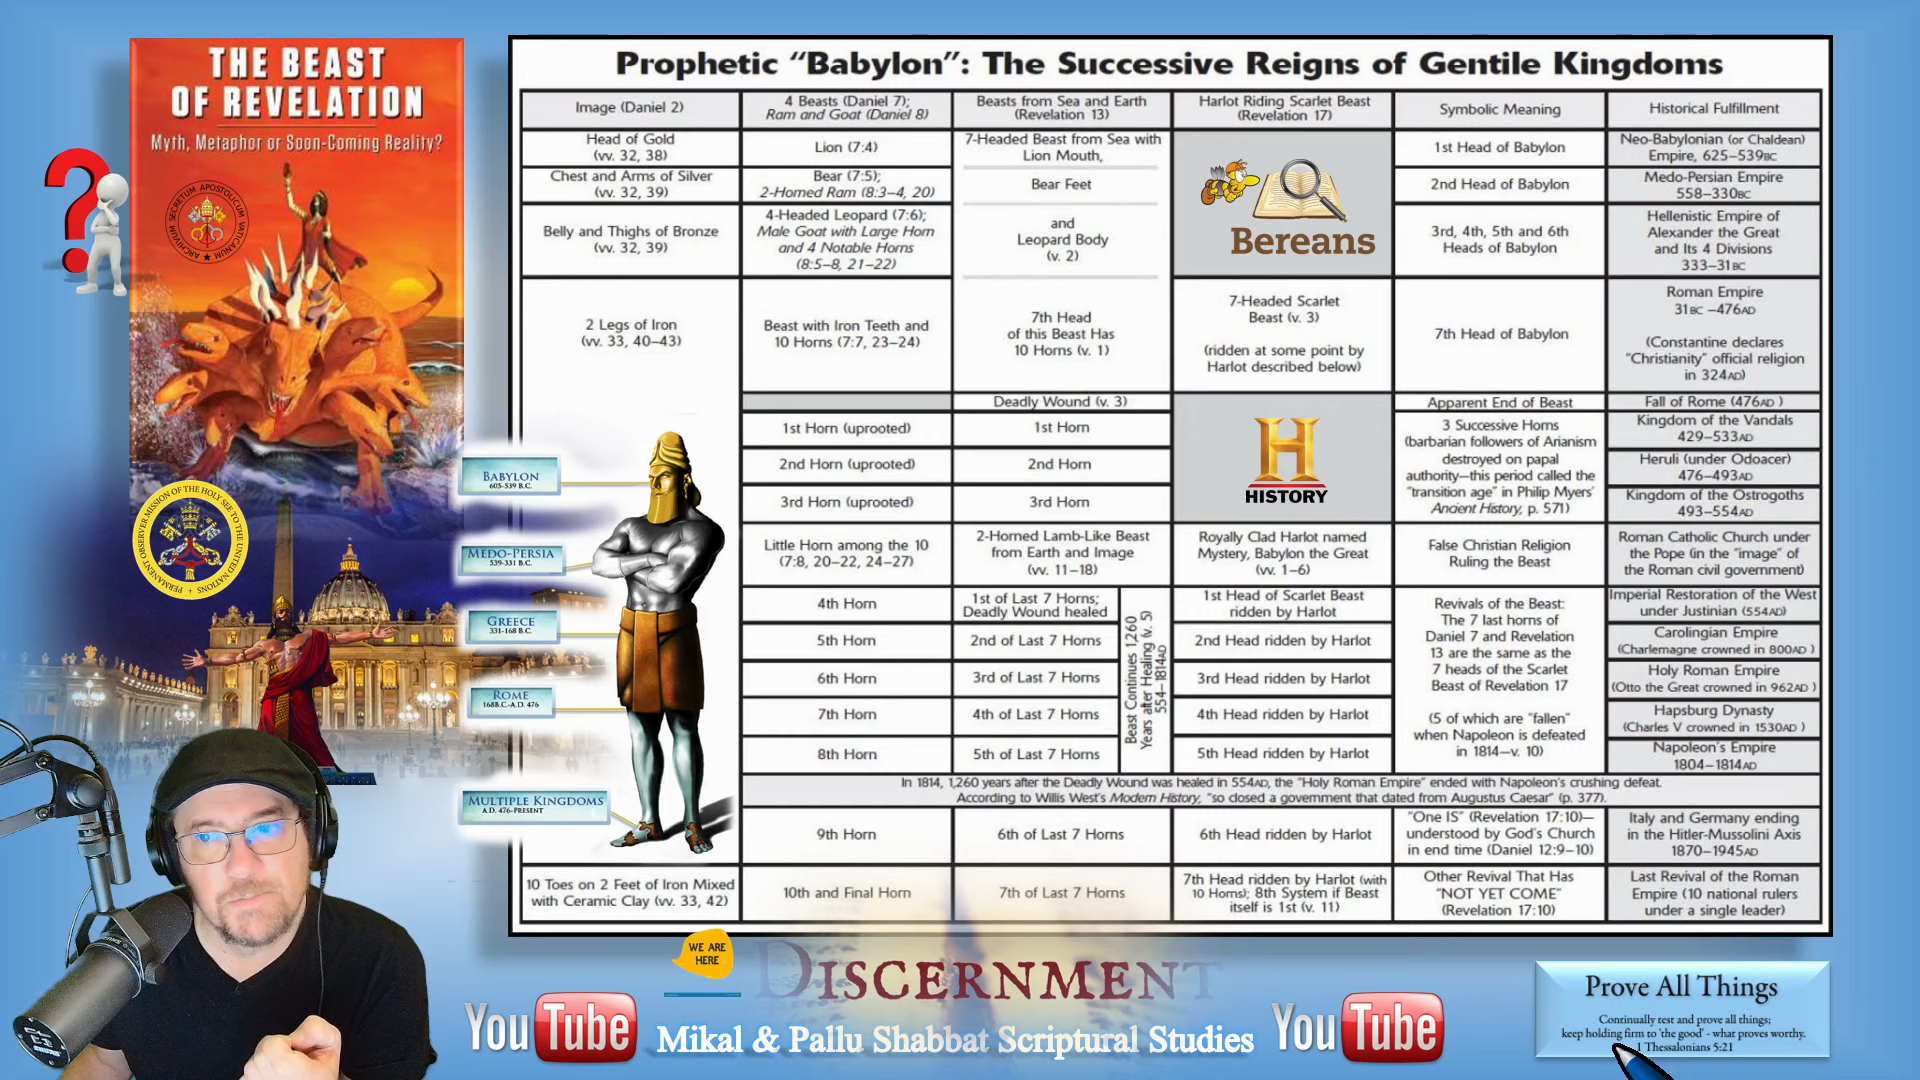 THE BEAST
OF REVELATION
Myth, Metaphor or Soon-Coming Reality?
ARCHIVUM SECRETUM APOSTOLICUM VATICANUM
PERMANENT OBSERVER MISSION OF THE HOLY SEE TO THE UNITED NATIONS
Prophetic “Babylon”: The Successive Reigns of Gentile Kingdoms
Image (Daniel 2)
4 Beasts (Daniel 7);
Ram and Goat (Daniel 8)
Beasts from Sea and Earth
(Revelation 13)
Harlot Riding Scarlet Beast
(Revelation 17)
Symbolic Meaning
Historical Fulfillment
Head of Gold
(vv. 32, 38)
Lion (7:4)
7-Headed Beast from Sea with
Lion Mouth,
1st Head of Babylon
Neo-Babylonian (or Chaldean)
Empire, 625–539BC
Chest and Arms of Silver
(vv. 32, 39)
Bear (7:5);
2-Horned Ram (8:3–4, 20)
Bear Feet
2nd Head of Babylon
Medo-Persian Empire
558–330BC
Belly and Thighs of Bronze
(vv. 32, 39)
4-Headed Leopard (7:6);
Male Goat with Large Horn
and 4 Notable Horns
(8:5–8, 21–22)
and
Leopard Body
(v. 2)
Bereans
3rd, 4th, 5th and 6th
Heads of Babylon
Hellenistic Empire of
Alexander the Great
and Its 4 Divisions
333–31BC
2 Legs of Iron
(vv. 33, 40–43)
Beast with Iron Teeth and
10 Horns (7:7, 23–24)
7th Head
of this Beast Has
10 Horns (v. 1)
7-Headed Scarlet
Beast (v. 3)
(ridden at some point by
Harlot described below)
7th Head of Babylon
Roman Empire
31BC –476AD
(Constantine declares
“Christianity” official religion
in 324AD)
Deadly Wound (v. 3)
Apparent End of Beast
Fall of Rome (476AD )
1st Horn (uprooted)
1st Horn
2nd Horn (uprooted)
2nd Horn
3rd Horn (uprooted)
3rd Horn
H
HISTORY
3 Successive Horns
(barbarian followers of Arianism
destroyed on papal
authority—this period called the
“transition age” in Philip Myers’
Ancient History, p. 571)
Kingdom of the Vandals
429–533AD
Heruli (under Odoacer)
476–493AD
Kingdom of the Ostrogoths
493–554AD
Little Horn among the 10
(7:8, 20–22, 24–27)
2-Horned Lamb-Like Beast
from Earth and Image
(vv. 11–18)
Royally Clad Harlot named
Mystery, Babylon the Great
(vv. 1–6)
False Christian Religion
Ruling the Beast
Roman Catholic Church under
the Pope (in the “image” of
the Roman civil government)
4th Horn
1st of Last 7 Horns;
Deadly Wound healed
1st Head of Scarlet Beast
ridden by Harlot
Imperial Restoration of the West
under Justinian (554AD)
5th Horn
2nd of Last 7 Horns
2nd Head ridden by Harlot
Carolingian Empire
(Charlemagne crowned in 800AD )
6th Horn
3rd of Last 7 Horns
3rd Head ridden by Harlot
Holy Roman Empire
(Otto the Great crowned in 962AD )
7th Horn
4th of Last 7 Horns
4th Head ridden by Harlot
Hapsburg Dynasty
(Charles V crowned in 1530AD )
8th Horn
5th of Last 7 Horns
5th Head ridden by Harlot
Napoleon’s Empire
1804–1814AD
Beast Continues 1,260
Years after Healing (v. 5)
554–1814AD
Revivals of the Beast:
The 7 last horns of
Daniel 7 and Revelation
13 are the same as the
7 heads of the Scarlet
Beast of Revelation 17
(5 of which are “fallen”
when Napoleon is defeated
in 1814—v. 10)
In 1814, 1,260 years after the Deadly Wound was healed in 554AD, the “Holy Roman Empire” ended with Napoleon’s crushing defeat.
According to Willis West’s Modern History, “so closed a government that dated from Augustus Caesar” (p. 377).
9th Horn
6th of Last 7 Horns
6th Head ridden by Harlot
“One IS” (Revelation 17:10)—
understood by God’s Church
in end time (Daniel 12:9–10)
Italy and Germany ending
in the Hitler-Mussolini Axis
1870–1945AD
10 Toes on 2 Feet of Iron Mixed
with Ceramic Clay (vv. 33, 42)
10th and Final Horn
7th of Last 7 Horns
7th Head ridden by Harlot (with
10 Horns); 8th System if Beast
itself is 1st (v. 11)
Other Revival That Has
“NOT YET COME”
(Revelation 17:10)
Last Revival of the Roman
Empire (10 national rulers
under a single leader)
BABYLON
605-539 B.C.
MEDO-PERSIA
539-331 B.C.
GREECE
331-168 B.C.
ROME
168B.C.-A.D. 476
MULTIPLE KINGDOMS
A.D. 476-PRESENT
WE ARE
HERE
DISCERNMENT
YouTube
Mikal & Pallu Shabbat Scriptural Studies
YouTube
Prove All Things
Continually test and prove all things;
keep holding firm to 'the good' - what proves worthy.
1 Thessalonians 5:21